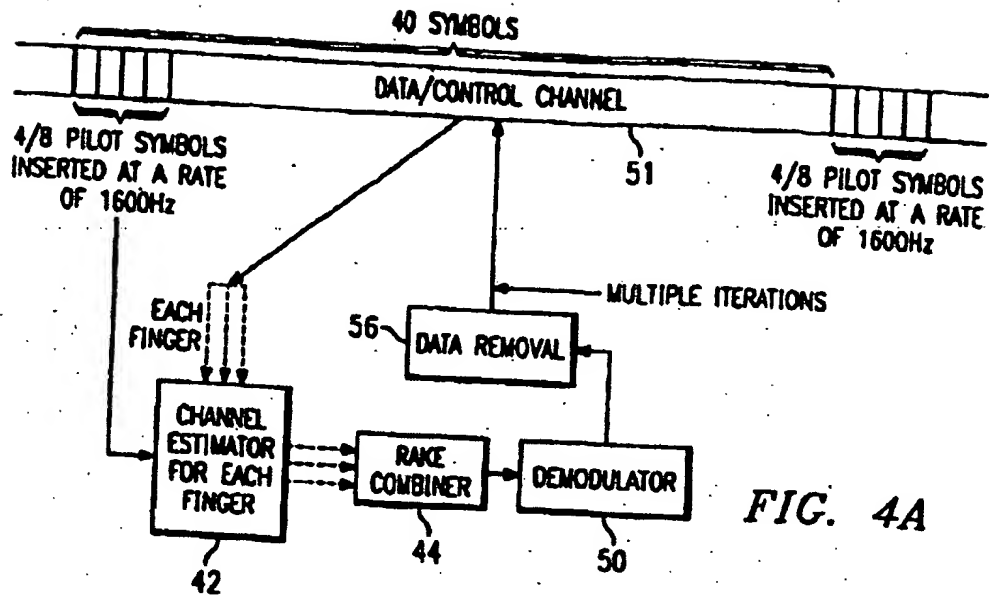 40 SYMBOLS
DATA/CONTROL CHANNEL
51
4/8 PILOT SYMBOLS
INSERTED AT A RATE
OF 1600Hz
4/8 PILOT SYMBOLS
INSERTED AT A RATE
OF 1600Hz
EACH
FINGER
MULTIPLE ITERATIONS
56
DATA REMOVAL
CHANNEL
ESTIMATOR
FOR EACH
FINGER
42
RAKE
COMBINER
44
DEMODULATOR
50
FIG. 4A